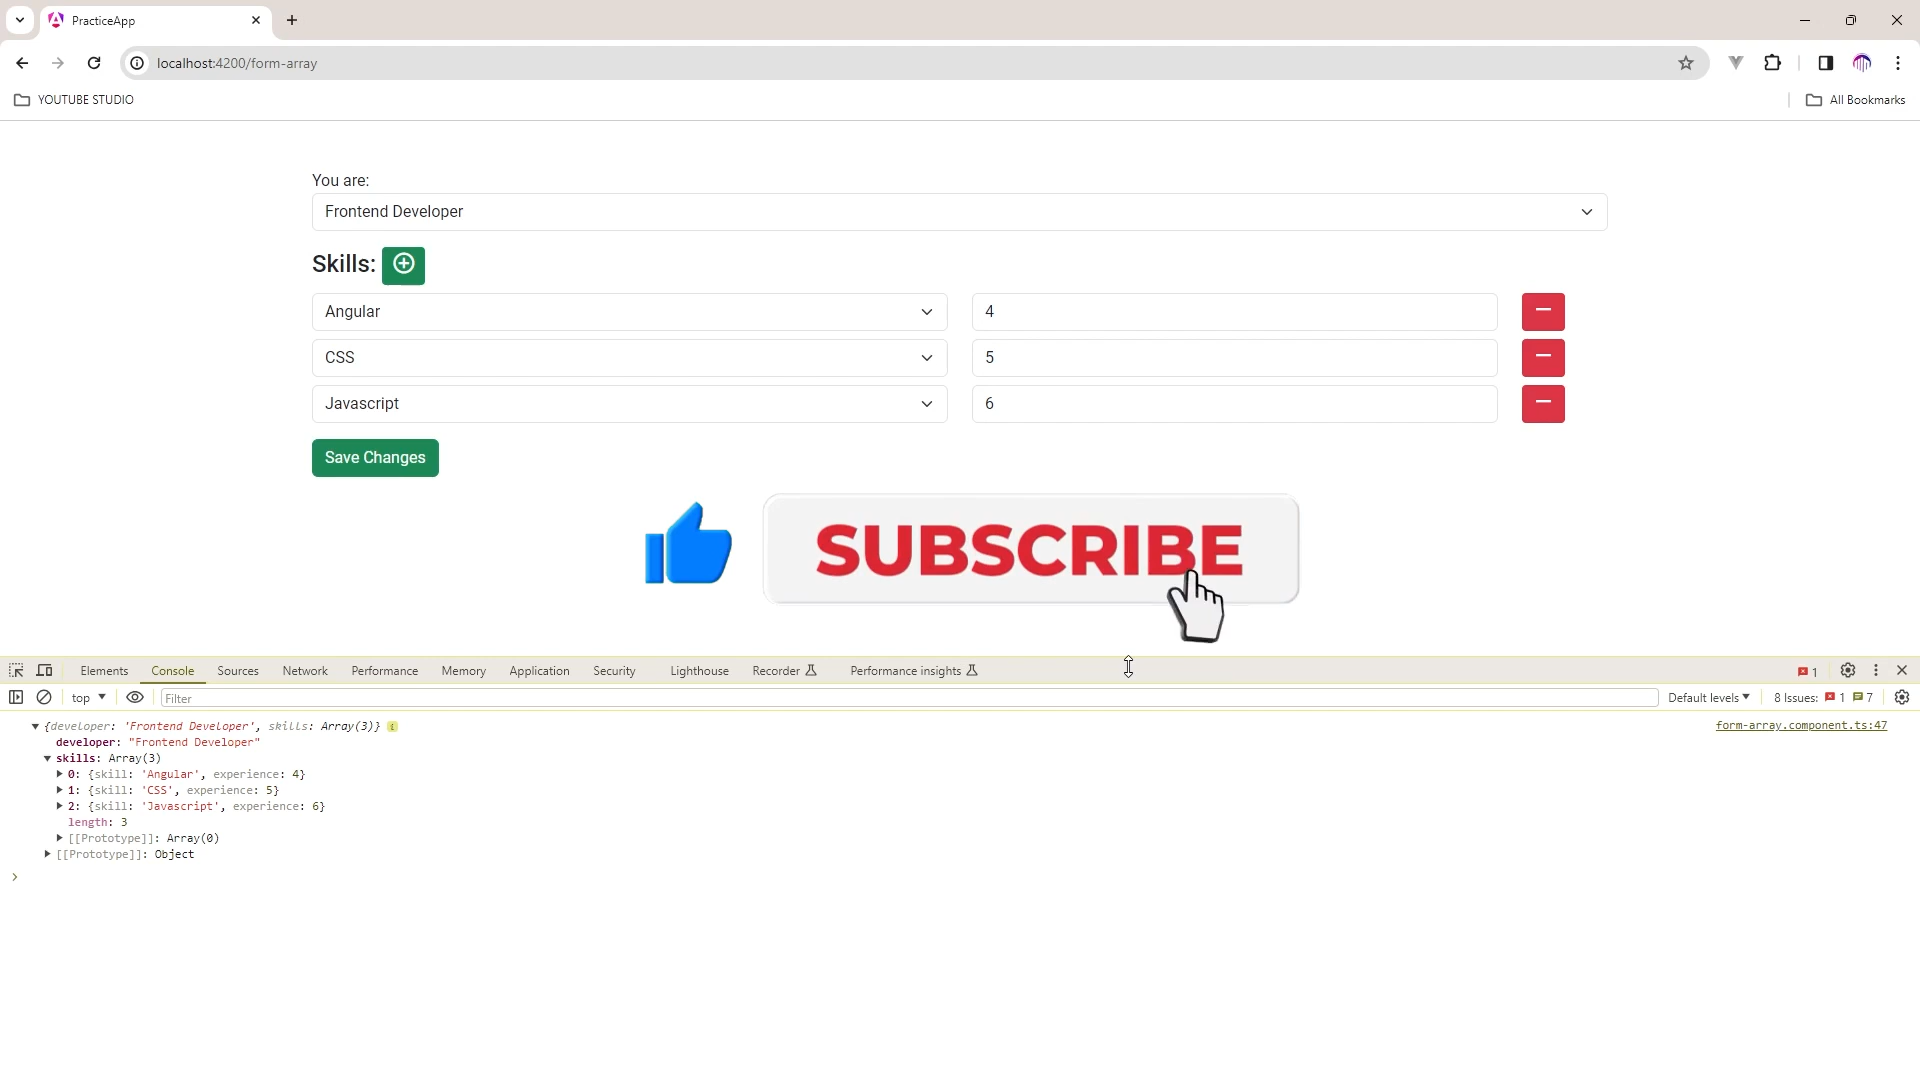 PracticeApp
localhost:4200/form-array
YOUTUBE STUDIO
All Bookmarks
You are:
Frontend Developer
Skills:
Angular
4
CSS
5
Javascript
6
Save Changes
SUBSCRIBE
Elements Console Sources Network Performance Memory Application Security Lighthouse Recorder Performance insights 1
top Filter Default levels 8 Issues: 1 7
{developer: 'Frontend Developer', skills: Array(3)} i form-array.component.ts:47
developer: "Frontend Developer"
skills: Array(3)
0: {skill: 'Angular', experience: 4}
1: {skill: 'CSS', experience: 5}
2: {skill: 'Javascript', experience: 6}
length: 3
[[Prototype]]: Array(0)
[[Prototype]]: Object